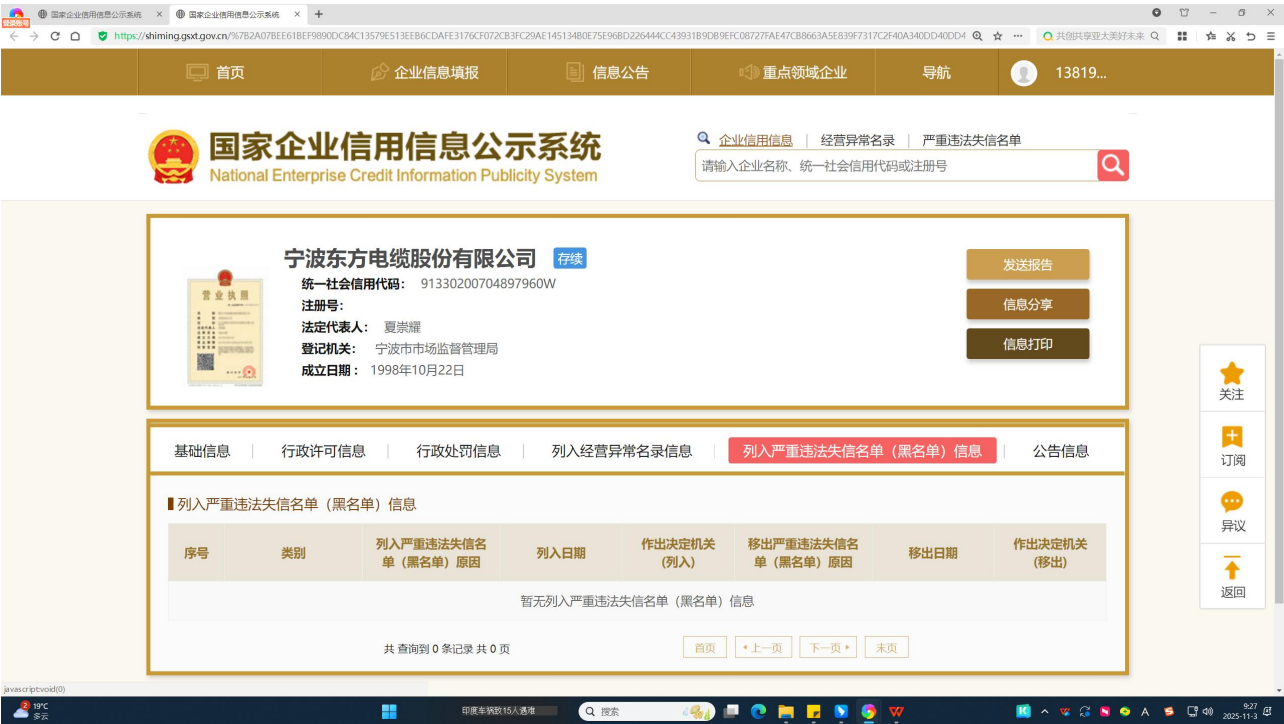 登录账号
国家企业信用信息公示系统 × 国家企业信用信息公示系统 × +
共创共享亚太美好未来
首页 企业信息填报 信息公告 重点领域企业 导航 13819...
国家企业信用信息公示系统
National Enterprise Credit Information Publicity System
企业信用信息 | 经营异常名录 | 严重违法失信名单
请输入企业名称、统一社会信用代码或注册号
营业执照
宁波东方电缆股份有限公司 存续
统一社会信用代码： 91330200704897960W
注册号：
法定代表人： 夏崇耀
登记机关： 宁波市市场监督管理局
成立日期： 1998年10月22日
发送报告
信息分享
信息打印
关注
订阅
异议
返回
基础信息 | 行政许可信息 | 行政处罚信息 | 列入经营异常名录信息 | 列入严重违法失信名单（黑名单）信息 | 公告信息
列入严重违法失信名单（黑名单）信息
序号 类别 列入严重违法失信名单（黑名单）原因 列入日期 作出决定机关(列入) 移出严重违法失信名单（黑名单）原因 移出日期 作出决定机关(移出)
暂无列入严重违法失信名单（黑名单）信息
共 查询到 0 条记录 共 0 页 首页 上一页 下一页 末页
javascript:void(0)
2 19°C
多云
印度车祸致15人遇难
搜索
9:27
2025-11-3